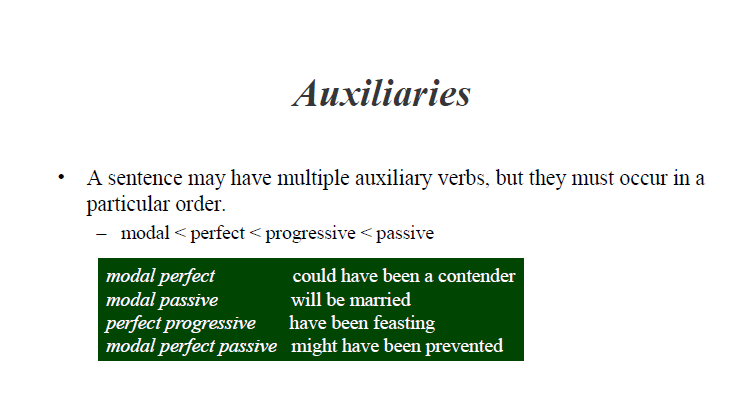 Auxiliaries
• A sentence may have multiple auxiliary verbs, but they must occur in a
particular order.
– modal < perfect < progressive < passive
modal perfect could have been a contender
modal passive will be married
perfect progressive have been feasting
modal perfect passive might have been prevented